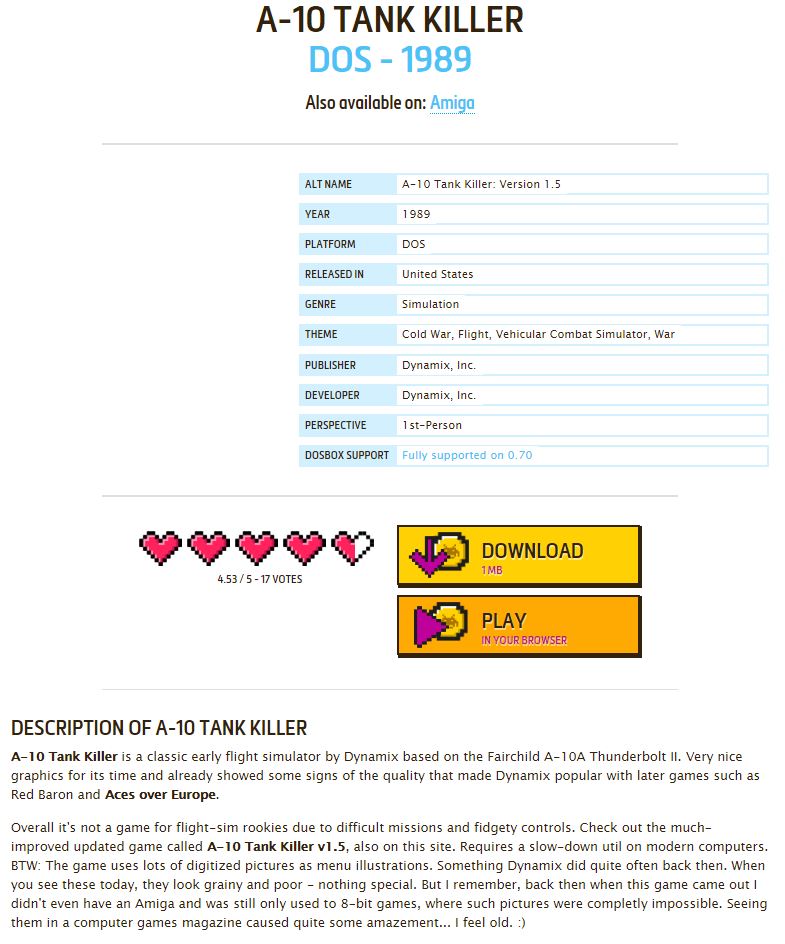 A-10 TANK KILLER
DOS - 1989
Also available on: Amiga
ALT NAME A-10 Tank Killer: Version 1.5
YEAR 1989
PLATFORM DOS
RELEASED IN United States
GENRE Simulation
THEME Cold War, Flight, Vehicular Combat Simulator, War
PUBLISHER Dynamix, Inc.
DEVELOPER Dynamix, Inc.
PERSPECTIVE 1st-Person
DOSBOX SUPPORT Fully supported on 0.70
4.53 / 5 - 17 VOTES
DOWNLOAD
1 MB
PLAY
IN YOUR BROWSER
DESCRIPTION OF A-10 TANK KILLER
A-10 Tank Killer is a classic early flight simulator by Dynamix based on the Fairchild A-10A Thunderbolt II. Very nice
graphics for its time and already showed some signs of the quality that made Dynamix popular with later games such as
Red Baron and Aces over Europe.
Overall it's not a game for flight-sim rookies due to difficult missions and fidgety controls. Check out the much-
improved updated game called A-10 Tank Killer v1.5, also on this site. Requires a slow-down util on modern computers.
BTW: The game uses lots of digitized pictures as menu illustrations. Something Dynamix did quite often back then. When
you see these today, they look grainy and poor - nothing special. But I remember, back then when this game came out I
didn't even have an Amiga and was still only used to 8-bit games, where such pictures were completly impossible. Seeing
them in a computer games magazine caused quite some amazement... I feel old. :)